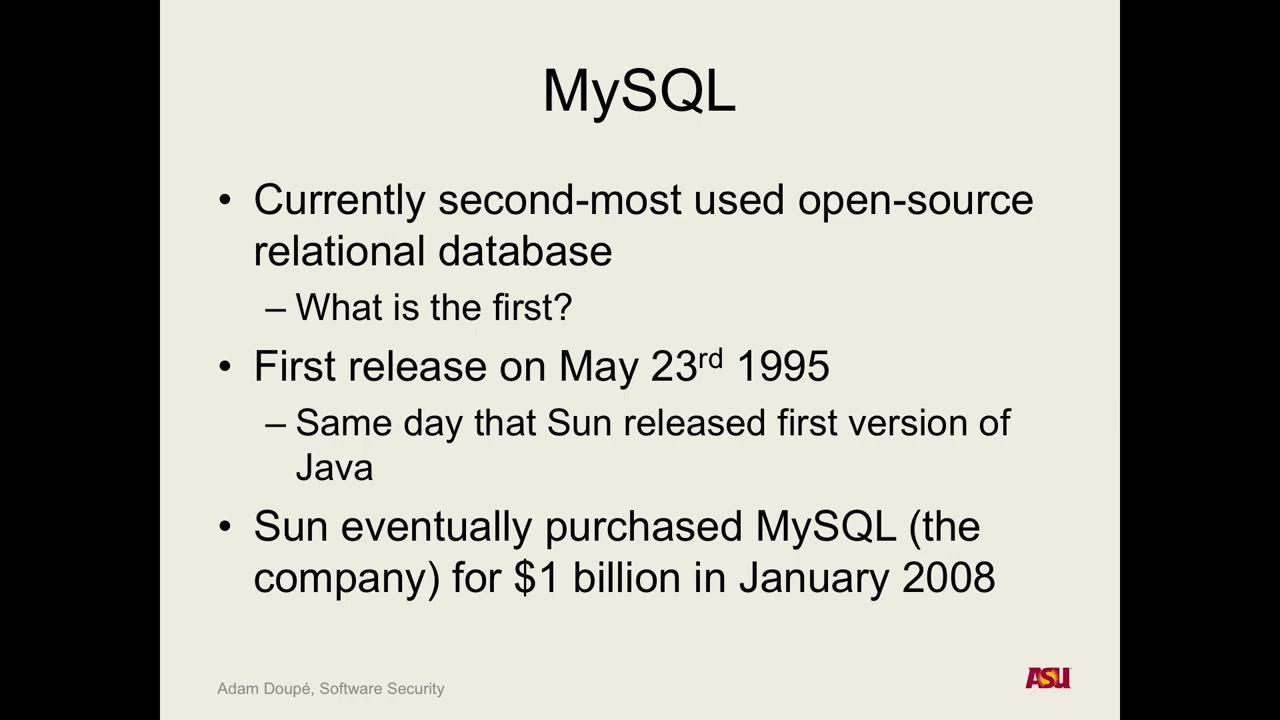 MySQL
• Currently second-most used open-source
relational database
– What is the first?
• First release on May 23rd 1995
– Same day that Sun released first version of
Java
• Sun eventually purchased MySQL (the
company) for $1 billion in January 2008
Adam Doupé, Software Security
ASU